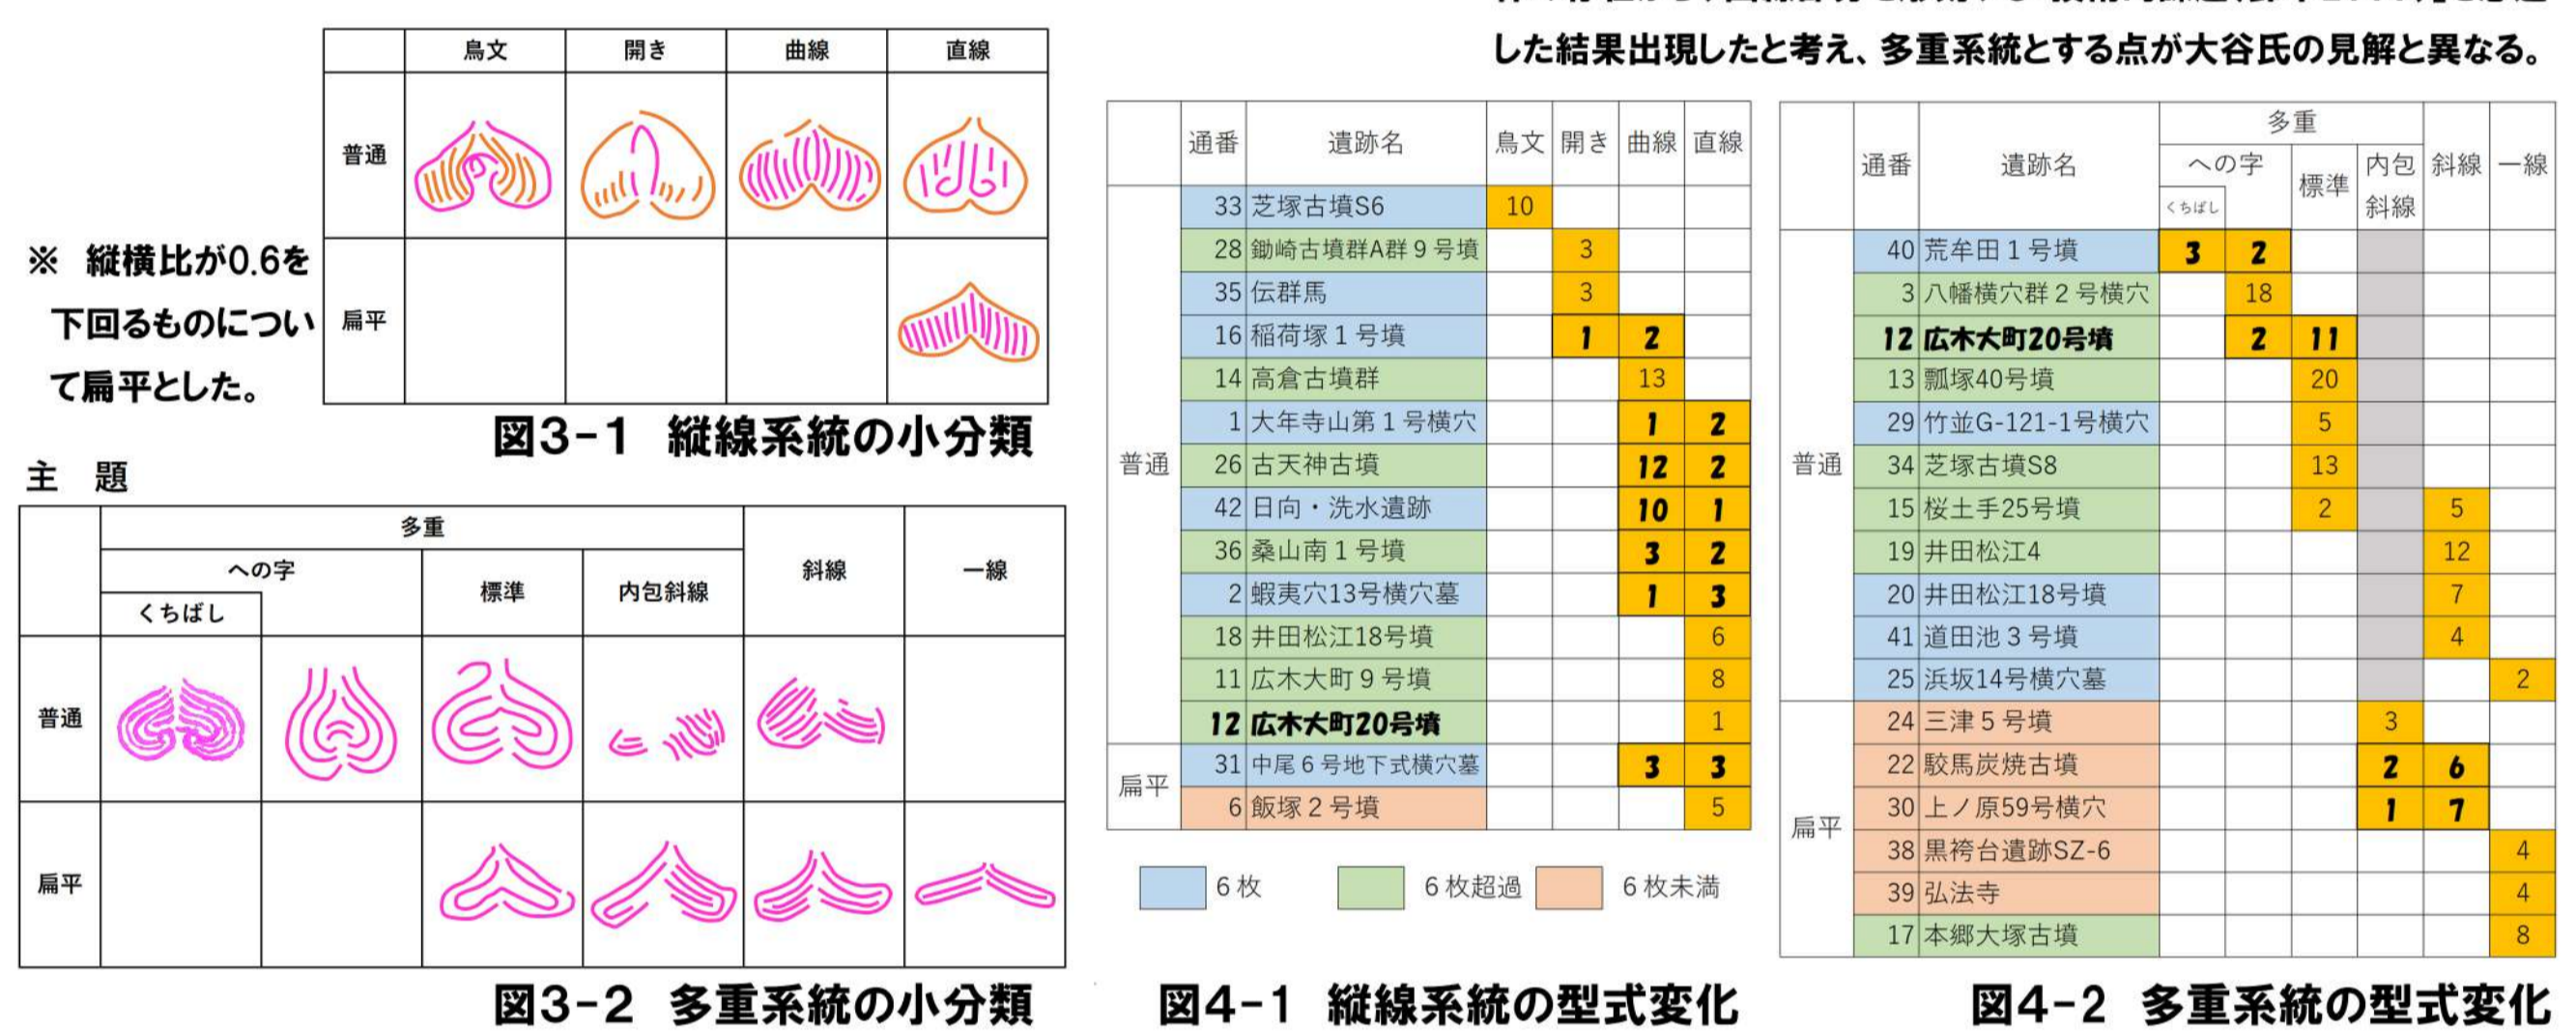 した結果出現したと考え、多重系統とする点が大谷氏の見解と異なる。
鳥文 開き 曲線 直線
普通
扁平
※ 縦横比が0.6を
下回るものについ
て扁平とした。
図3-1 縦線系統の小分類
主 題
多重 斜線 一線
への字 標準 内包斜線
くちばし
普通
扁平
図3-2 多重系統の小分類
通番 遺跡名 鳥文 開き 曲線 直線
普通
33 芝塚古墳S6 10
28 鋤崎古墳群A群9号墳 3
35 伝群馬 3
16 稲荷塚1号墳 1 2
14 高倉古墳群 13
1 大年寺山第1号横穴 1 2
26 古天神古墳 12 2
42 日向・洗水遺跡 10 1
36 桑山南1号墳 3 2
2 蝦夷穴13号横穴墓 1 3
18 井田松江18号墳 6
11 広木大町9号墳 8
12 広木大町20号墳 1
扁平
31 中尾6号地下式横穴墓 3 3
6 飯塚2号墳 5
6枚 6枚超過 6枚未満
図4-1 縦線系統の型式変化
通番 遺跡名 多重 斜線 一線
への字 標準 内包斜線
くちばし
普通
40 荒牟田1号墳 3 2
3 八幡横穴群2号横穴 18
12 広木大町20号墳 2 11
13 瓢塚40号墳 20
29 竹並G-121-1号横穴 5
34 芝塚古墳S8 13
15 桜土手25号墳 2 5
19 井田松江4 12
20 井田松江18号墳 7
41 道田池3号墳 4
25 浜坂14号横穴墓 2
扁平
24 三津5号墳 3
22 駮馬炭焼古墳 2 6
30 上ノ原59号横穴 1 7
38 黒袴台遺跡SZ-6 4
39 弘法寺 4
17 本郷大塚古墳 8
図4-2 多重系統の型式変化